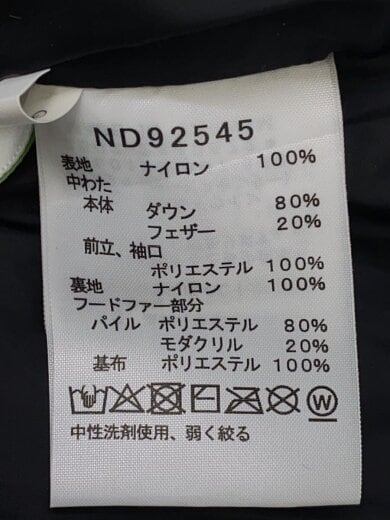 ND92545
表地 ナイロン 100%
中わた
本体 ダウン 80%
フェザー 20%
前立、袖口
ポリエステル 100%
裏地 ナイロン 100%
フードファー部分
パイル ポリエステル 80%
モダクリル 20%
基布 ポリエステル 100%
W
中性洗剤使用、弱く絞る